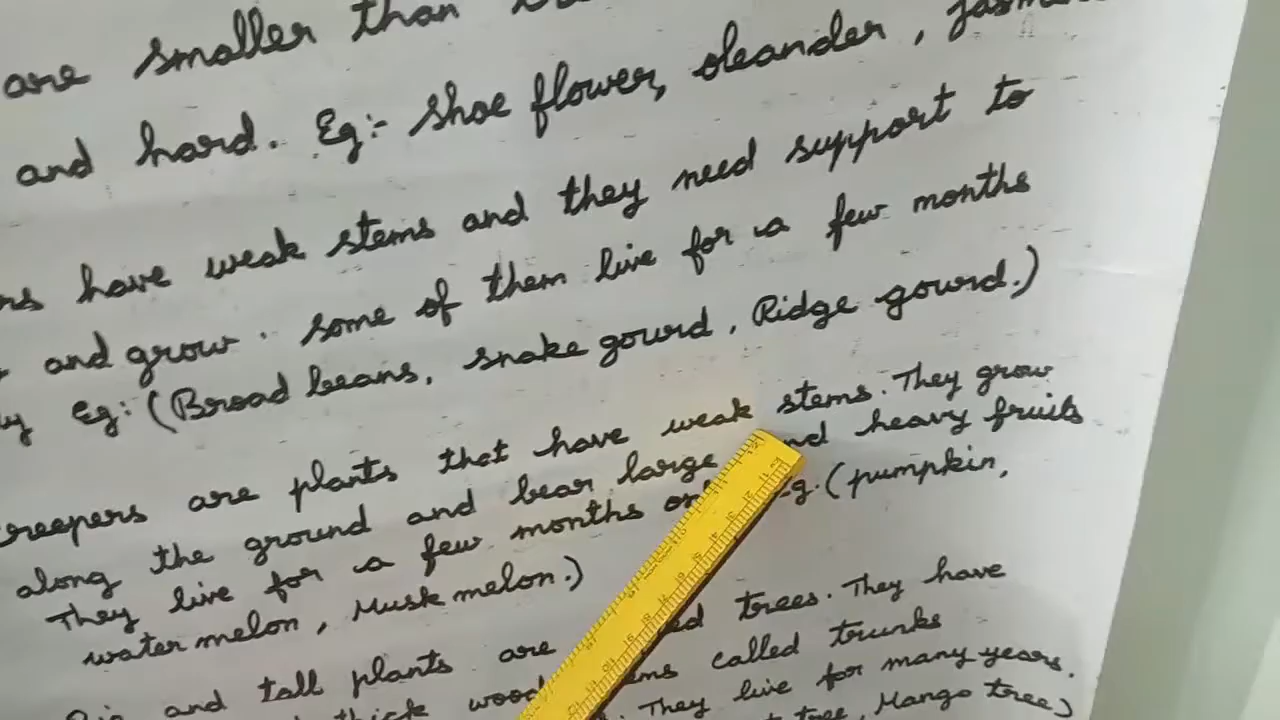 are smaller than
and hard. Eg:- Shoe flower, oleander,
have weak stems and they need support to
and grow. Some of them live for a few months
Eg: (Broad beans, snake gourd, Ridge gourd.)
creepers are plants that have weak stems. They grow
along the ground and bear large and heavy fruits
They live for a few months (pumpkin,
water melon, Musk melon.)
and tall plants are trees. They have
thick called trunks
They live for many years.
tree, Mango tree)